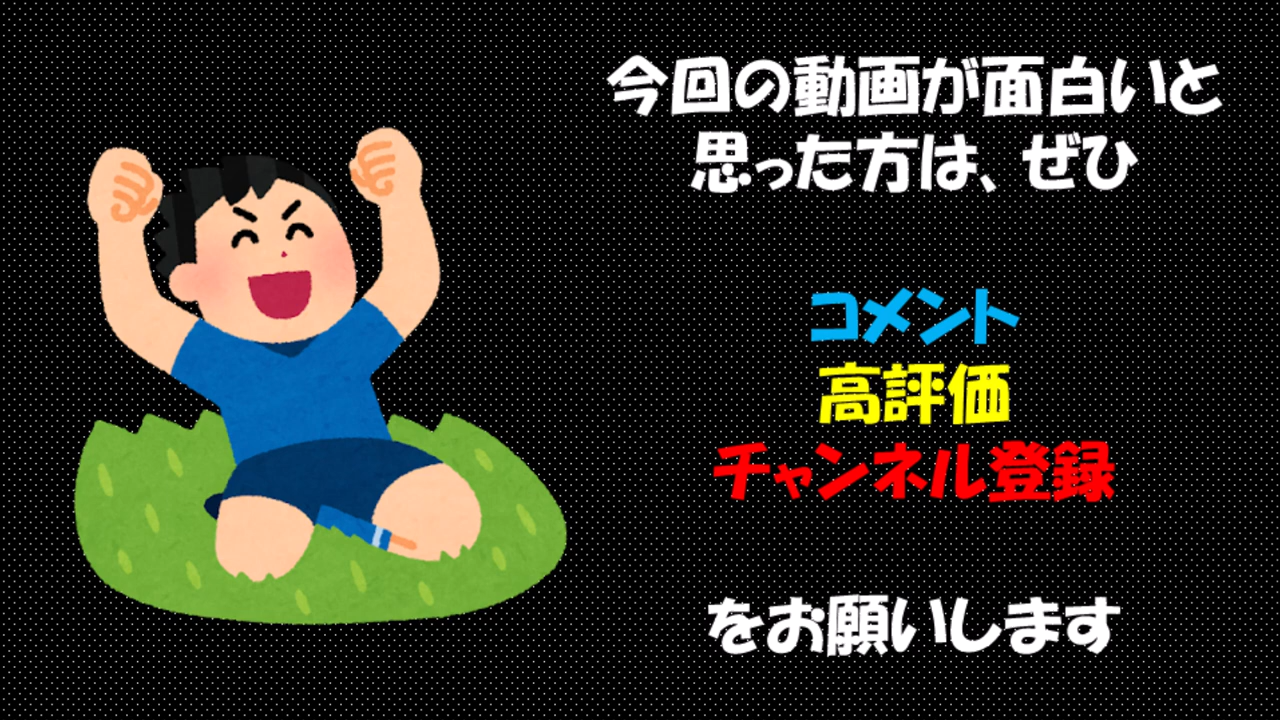 今回の動画が面白いと
思った方は、ぜひ
コメント
高評価
チャンネル登録
をお願いします